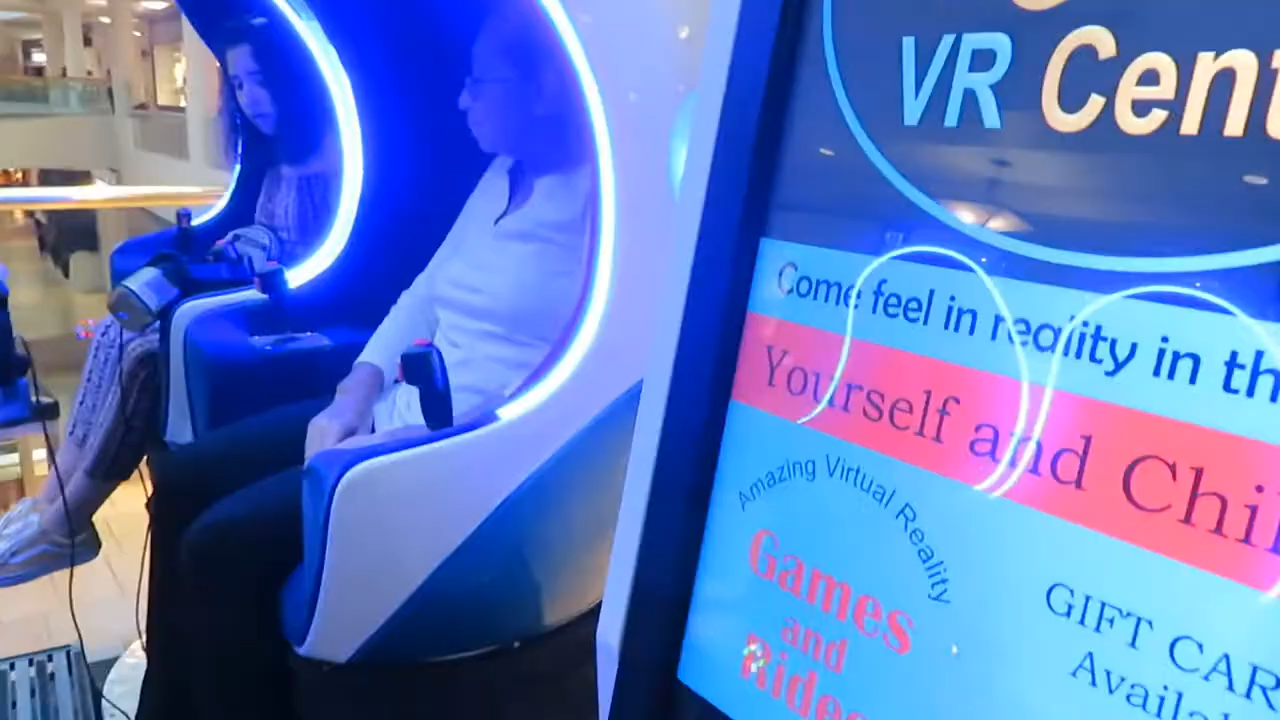 VR Cent
Come feel in reality in th
Yourself and Chi
Amazing Virtual Reality
Games
and
Rides
GIFT CAR
Availa